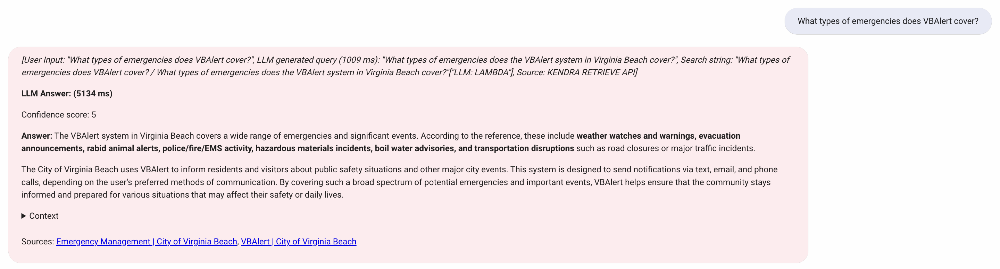 What types of emergencies does VBAlert cover?
[User Input: "What types of emergencies does VBAlert cover?", LLM generated query (1009 ms): "What types of emergencies does the VBAlert system in Virginia Beach cover?", Search string: "What types of
emergencies does VBAlert cover? / What types of emergencies does the VBAlert system in Virginia Beach cover?"["LLM: LAMBDA"], Source: KENDRA RETRIEVE API]
LLM Answer: (5134 ms)
Confidence score: 5
Answer: The VBAlert system in Virginia Beach covers a wide range of emergencies and significant events. According to the reference, these include weather watches and warnings, evacuation
announcements, rabid animal alerts, police/fire/EMS activity, hazardous materials incidents, boil water advisories, and transportation disruptions such as road closures or major traffic incidents.
The City of Virginia Beach uses VBAlert to inform residents and visitors about public safety situations and other major city events. This system is designed to send notifications via text, email, and phone
calls, depending on the user's preferred methods of communication. By covering such a broad spectrum of potential emergencies and important events, VBAlert helps ensure that the community stays
informed and prepared for various situations that may affect their safety or daily lives.
▶ Context
Sources: Emergency Management | City of Virginia Beach, VBAlert | City of Virginia Beach